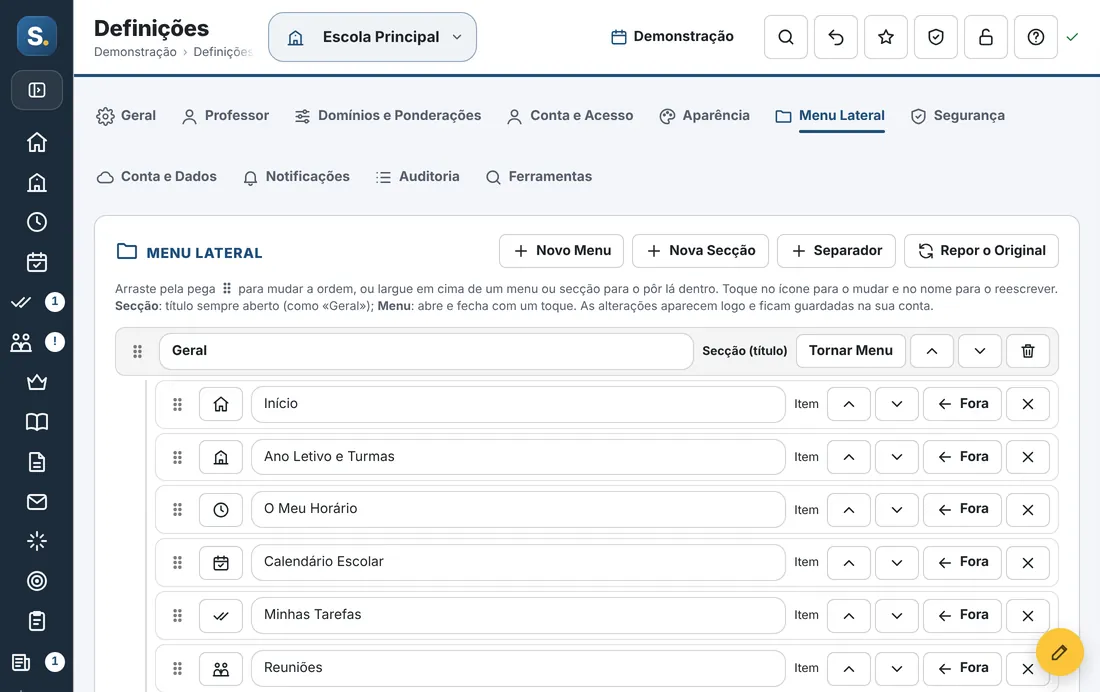 S.
Definições
Demonstração › Definições
Escola Principal
Demonstração
Geral
Professor
Domínios e Ponderações
Conta e Acesso
Aparência
Menu Lateral
Segurança
Conta e Dados
Notificações
Auditoria
Ferramentas
MENU LATERAL
Novo Menu
Nova Secção
Separador
Repor o Original
Arraste pela pega para mudar a ordem, ou largue em cima de um menu ou secção para o pôr lá dentro. Toque no ícone para o mudar e no nome para o reescrever.
Secção: título sempre aberto (como «Geral»); Menu: abre e fecha com um toque. As alterações aparecem logo e ficam guardadas na sua conta.
Geral
Secção (título)
Tornar Menu
Início
Item
Fora
Ano Letivo e Turmas
Item
Fora
O Meu Horário
Item
Fora
Calendário Escolar
Item
Fora
1
Minhas Tarefas
Item
Fora
!
Reuniões
Item
Fora
1